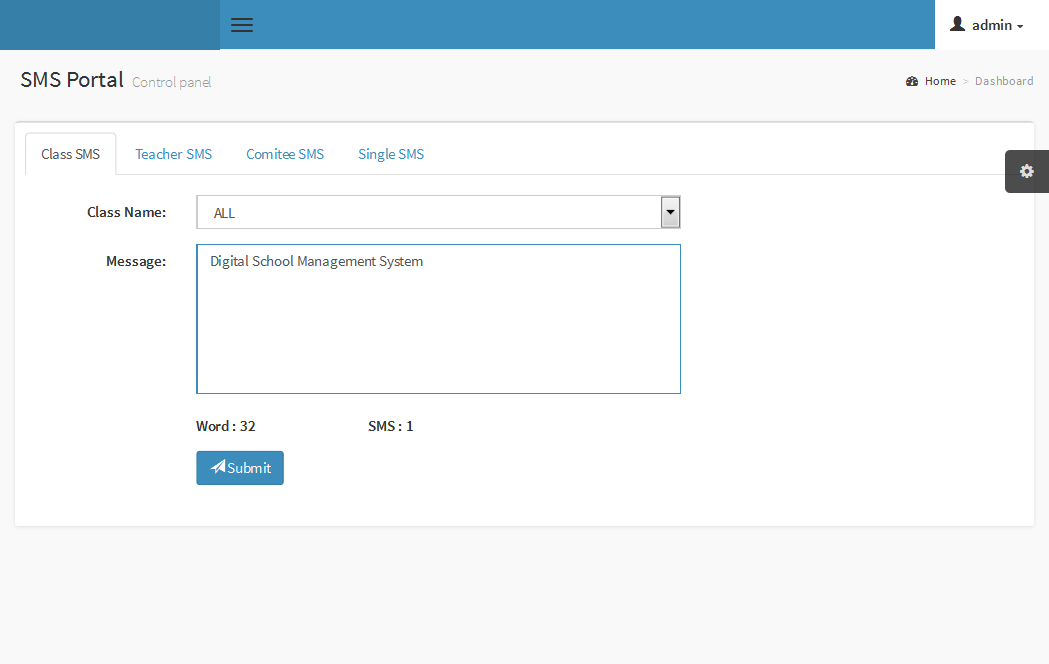 admin
SMS Portal Control panel
Home > Dashboard
Class SMS Teacher SMS Comitee SMS Single SMS
Class Name: ALL
Message: Digital School Management System
Word : 32 SMS : 1
Submit